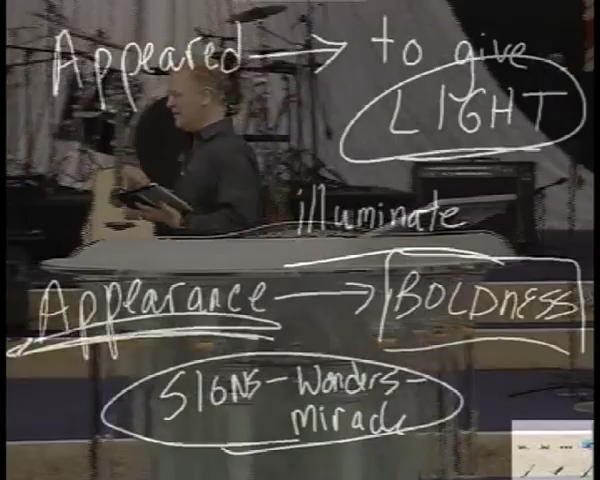 Appeared → to give
LIGHT
illuminate
Appearance → BOLDNESS
SIGNS - Wonders -
Miracle